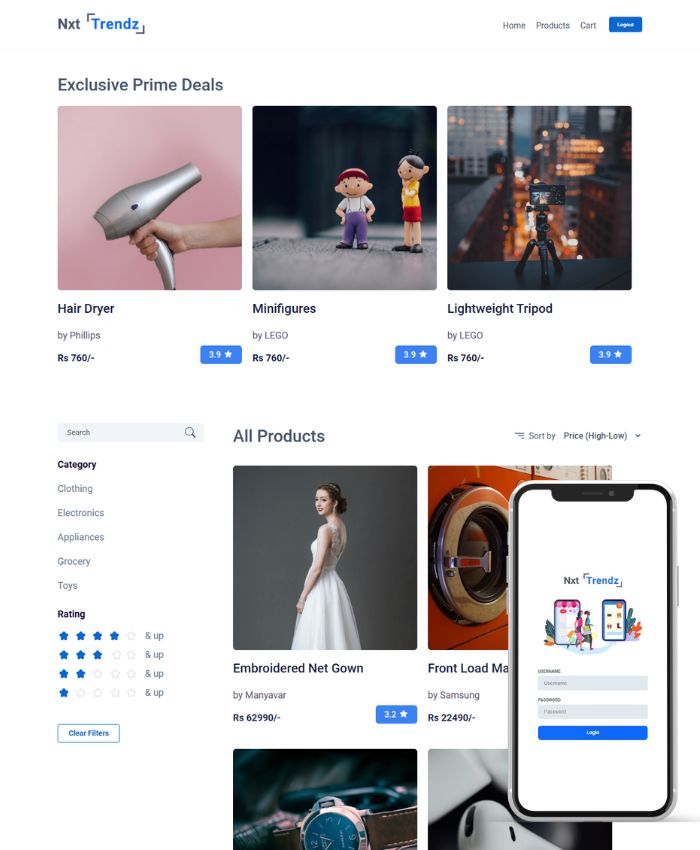 Nxt Trendz
Home Products Cart Logout
Exclusive Prime Deals
Hair Dryer
by Phillips
Rs 760/-
3.9
Minifigures
by LEGO
Rs 760/-
3.9
Lightweight Tripod
by LEGO
Rs 760/-
3.9
Search
Category
Clothing
Electronics
Appliances
Grocery
Toys
Rating
& up
& up
& up
& up
Clear Filters
All Products
Sort by Price (High-Low)
Embroidered Net Gown
by Manyavar
Rs 62990/-
3.2
Front Load Ma
by Samsung
Rs 22490/-
Nxt Trendz
USERNAME
Username
PASSWORD
Password
Login